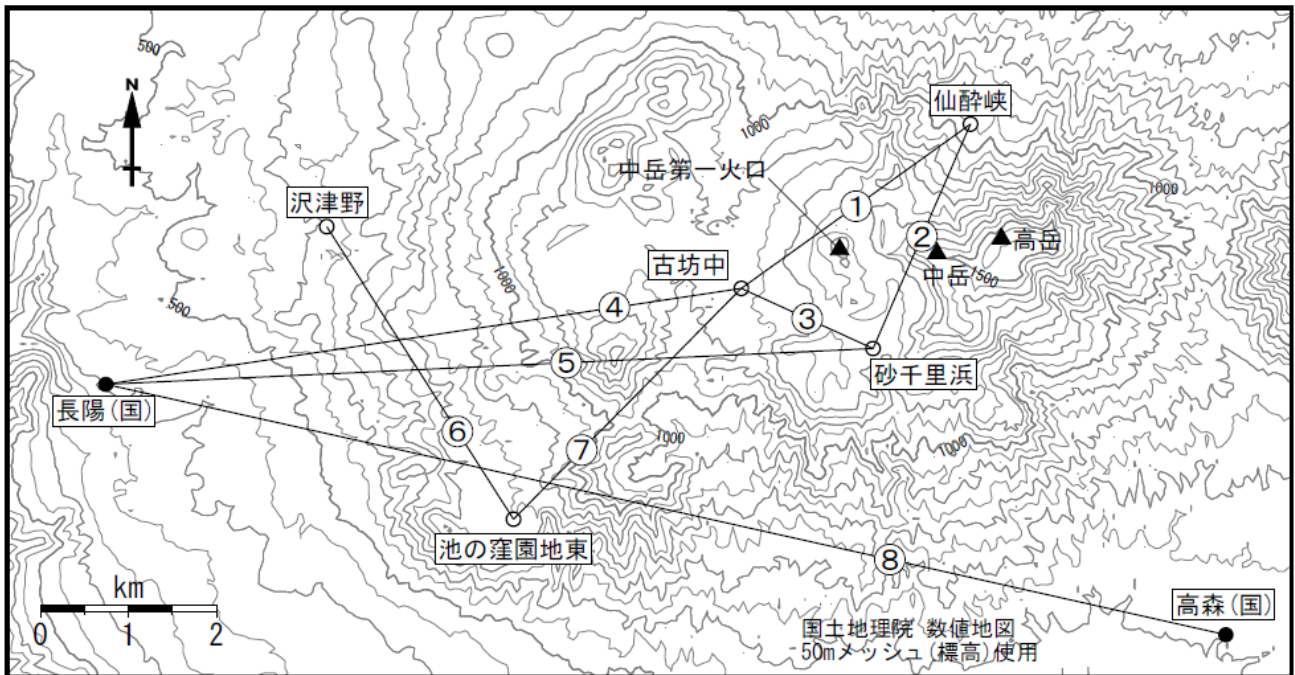 500
N
仙酔峡
1000
中岳第一火口
①
1000
沢津野
②
高岳
古坊中
中岳
1500
1000
500
④
③
⑤
砂千里浜
長陽(国)
⑥
⑦
1000
1000
池の窪園地東
⑧
km
0 1 2
高森(国)
国土地理院 数値地図
50mメッシュ(標高)使用